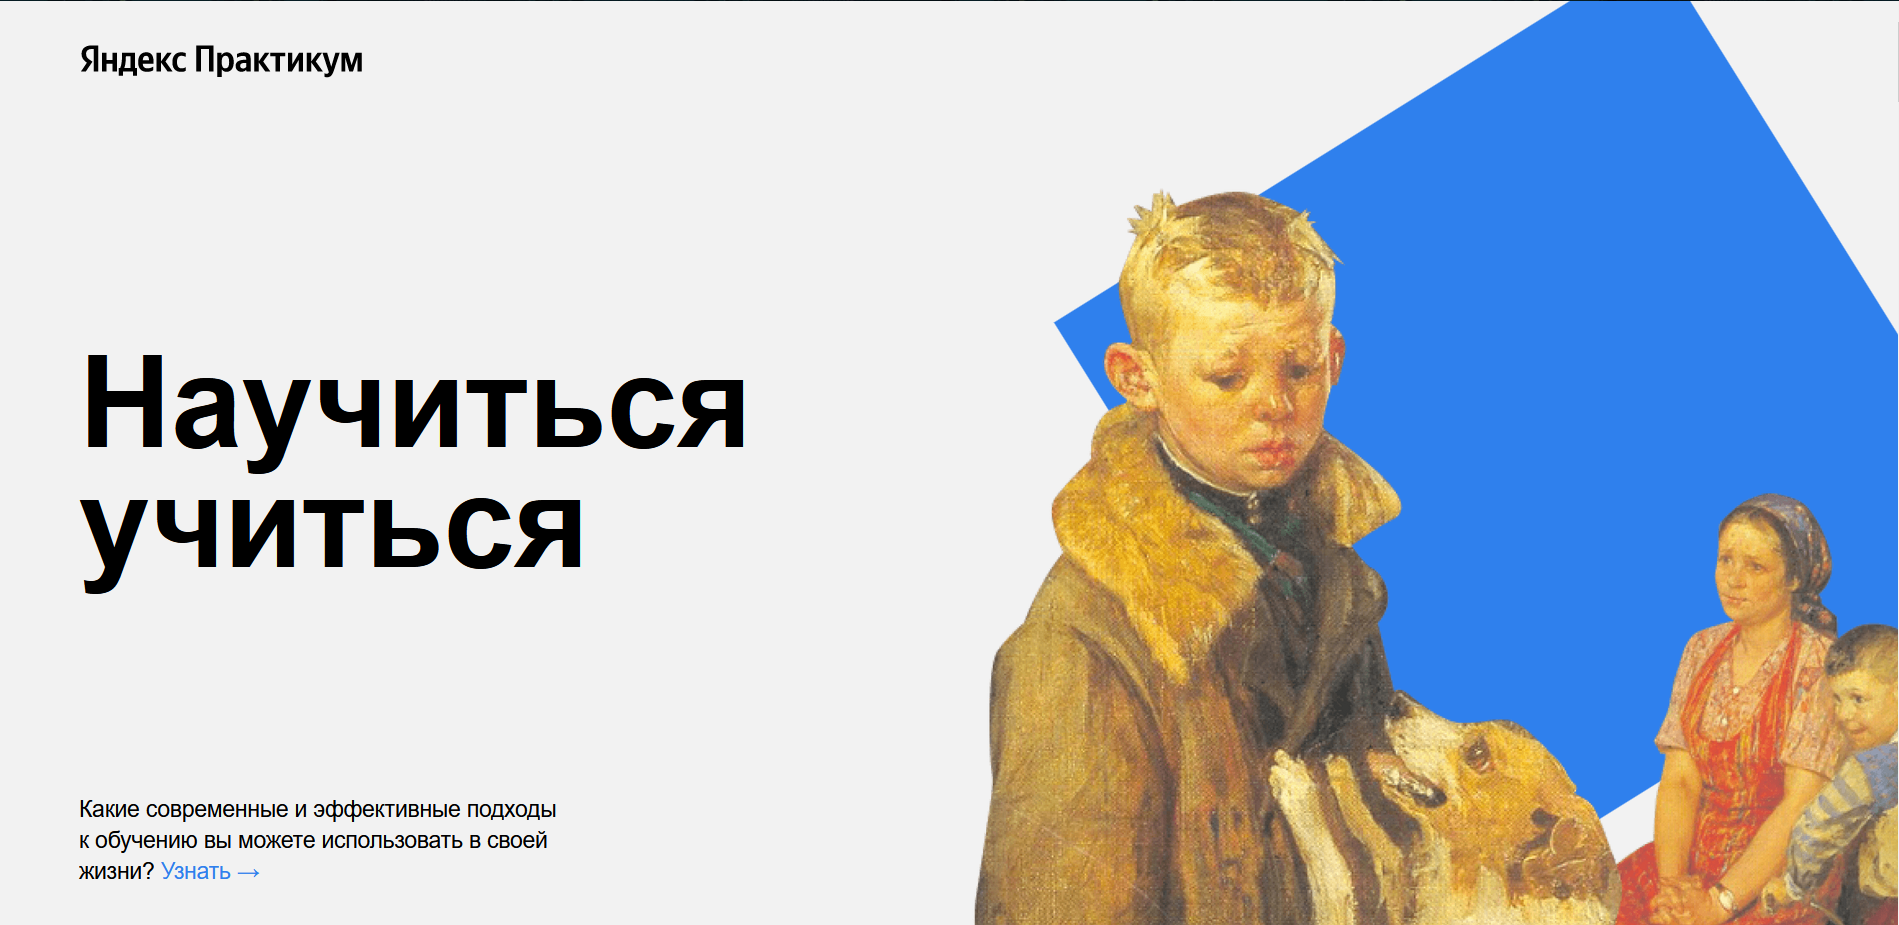 Яндекс Практикум
Научиться
учиться
Какие современные и эффективные подходы
к обучению вы можете использовать в своей
жизни? Узнать →